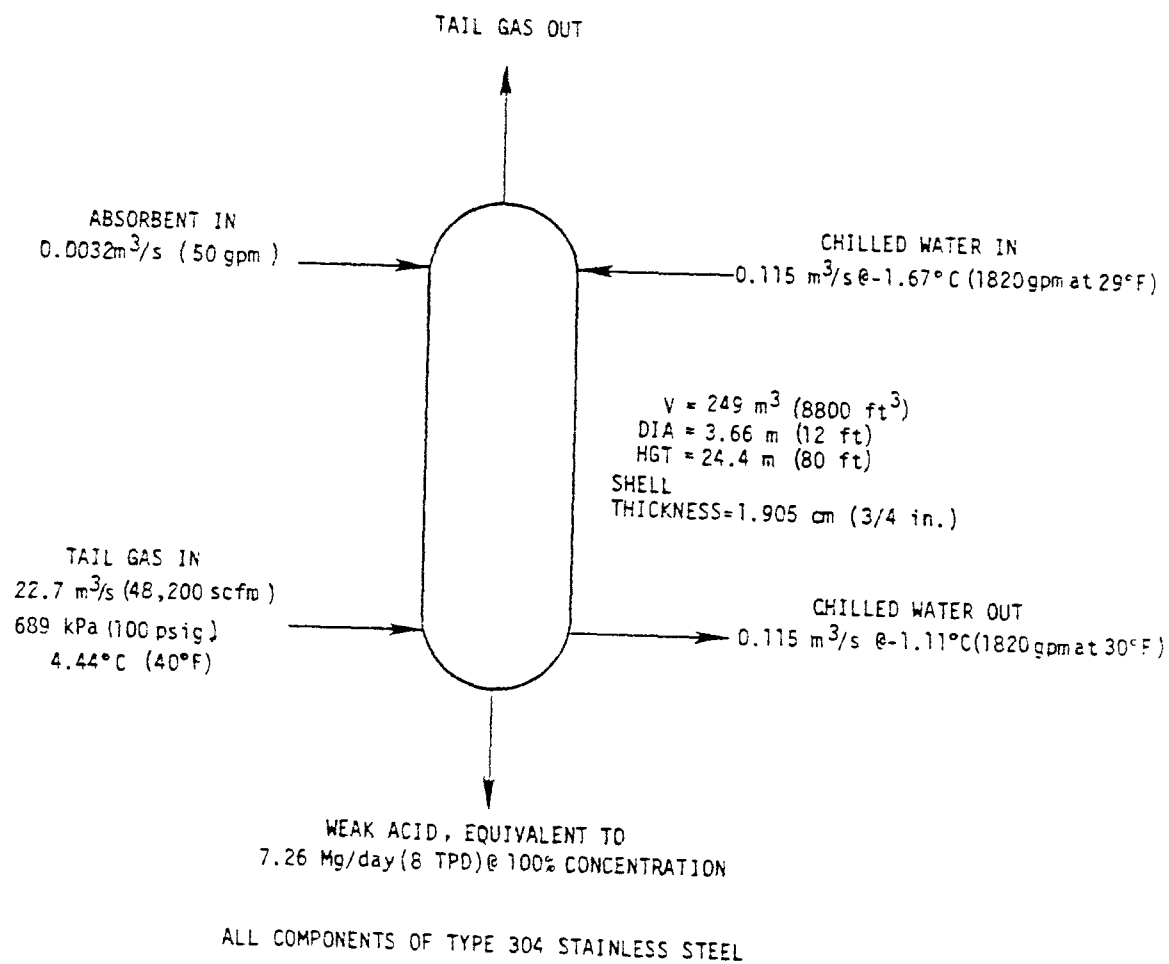 TAIL GAS OUT
ABSORBENT IN
0.0032m³/s (50 gpm)
CHILLED WATER IN
0.115 m³/s @-1.67°C (1820 gpm at 29°F)
V = 249 m³ (8800 ft³)
DIA = 3.66 m (12 ft)
HGT = 24.4 m (80 ft)
SHELL
THICKNESS=1.905 cm (3/4 in.)
TAIL GAS IN
22.7 m³/s (48,200 scfm)
689 kPa (100 psig)
4.44°C (40°F)
CHILLED WATER OUT
0.115 m³/s @-1.11°C(1820 gpm at 30°F)
WEAK ACID, EQUIVALENT TO
7.26 Mg/day (8 TPD)@ 100% CONCENTRATION
ALL COMPONENTS OF TYPE 304 STAINLESS STEEL